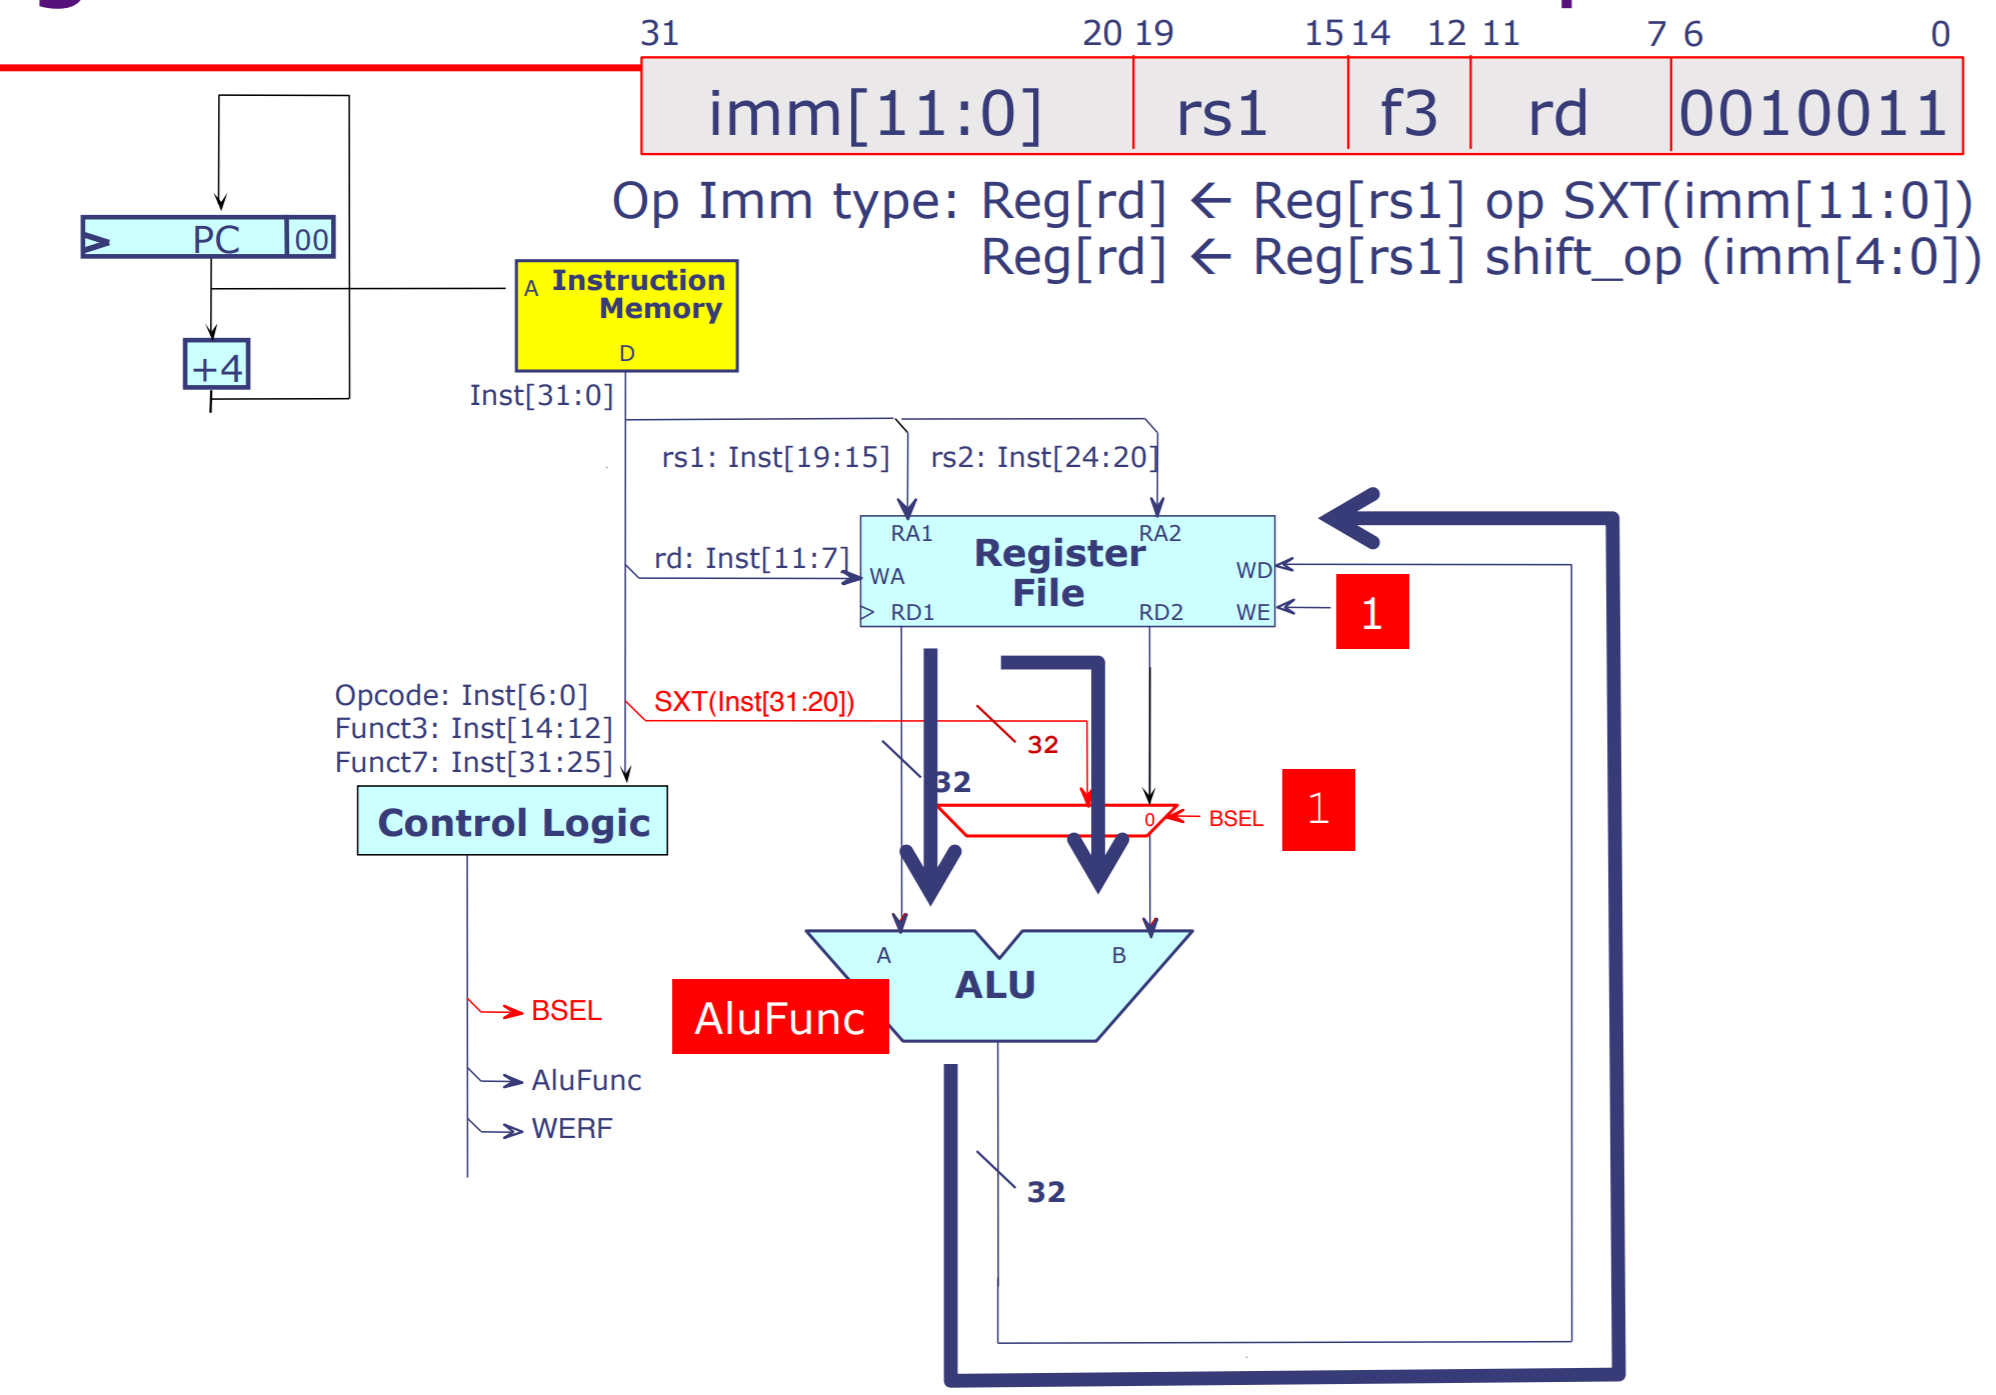 31 20 19 15 14 12 11 7 6 0
imm[11:0] rs1 f3 rd 0010011
Op Imm type: Reg[rd] ← Reg[rs1] op SXT(imm[11:0])
Reg[rd] ← Reg[rs1] shift_op (imm[4:0])
PC 00
+4
A Instruction
Memory
D
Inst[31:0]
rs1: Inst[19:15] rs2: Inst[24:20]
RA1 RA2
Register
File
rd: Inst[11:7]
WA
WD
RD1 RD2 WE
1
Opcode: Inst[6:0]
Funct3: Inst[14:12]
Funct7: Inst[31:25]
SXT(Inst[31:20])
32
32
Control Logic
0
BSEL
1
A B
ALU
AluFunc
BSEL
AluFunc
WERF
32